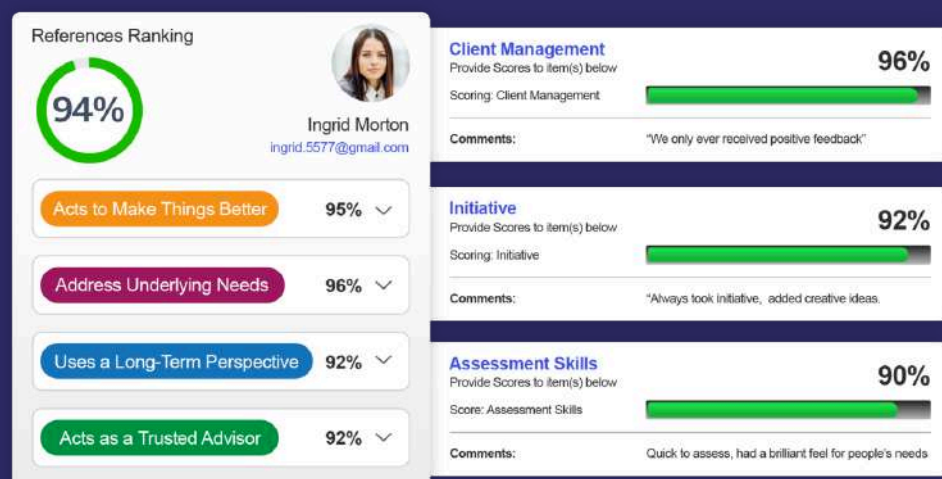 References Ranking
94%
Ingrid Morton
ingrid.5577@gmail.com
Acts to Make Things Better 95%
Address Underlying Needs 96%
Uses a Long-Term Perspective 92%
Acts as a Trusted Advisor 92%
Client Management
Provide Scores to item(s) below
96%
Scoring: Client Management
Comments: "We only ever received positive feedback"
Initiative
Provide Scores to item(s) below
92%
Scoring: Initiative
Comments: "Always took initiative, added creative ideas.
Assessment Skills
Provide Scores to item(s) below
90%
Score: Assessment Skills
Comments: Quick to assess, had a brilliant feel for people's needs